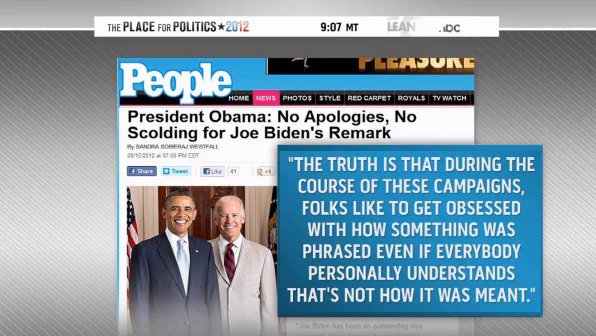 THE PLACE FOR POLITICS★2012 9:07 MT LEAN
PLEASURE
People
HOME NEWS PHOTOS STYLE RED CARPET ROYALS TV WATCH
President Obama: No Apologies, No
Scolding for Joe Biden's Remark
By SANDRA SOBIERAJ WESTFALL
08/15/2012 at 07:00 PM EDT
Share Tweet Like 41 +1
"THE TRUTH IS THAT DURING THE
COURSE OF THESE CAMPAIGNS,
FOLKS LIKE TO GET OBSESSED
WITH HOW SOMETHING WAS
PHRASED EVEN IF EVERYBODY
PERSONALLY UNDERSTANDS
THAT'S NOT HOW IT WAS MEANT."
"Joe Biden has been an outstanding vice